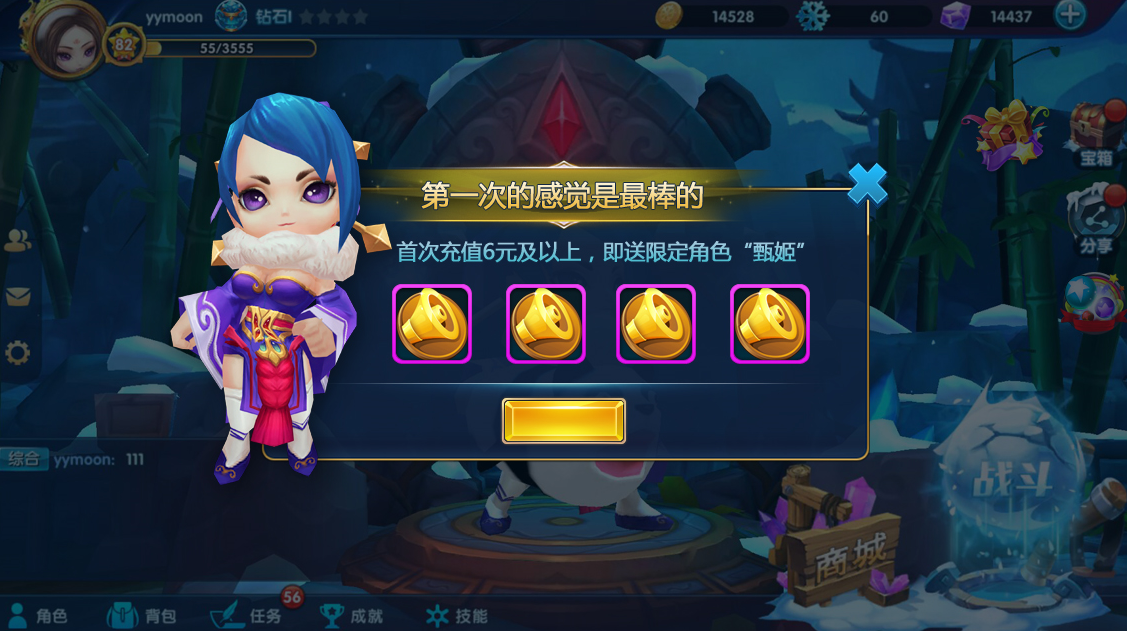 yymoon
钻石I
14528
60
14437
82
55/3555
宝箱
第一次的感觉是最棒的
分享
首次充值6元及以上，即送限定角色“甄姬”
综合 yymoon: 111
战斗
商城
56
角色
背包
任务
成就
技能